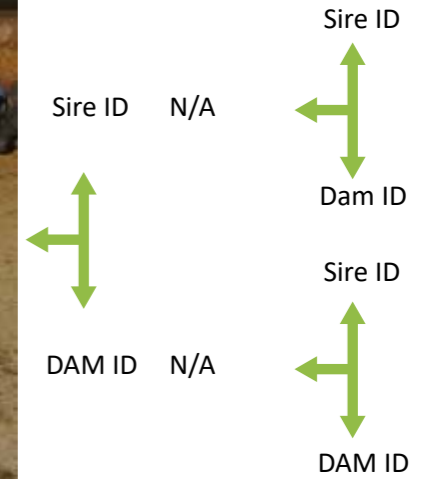 Sire ID
Sire ID N/A
Dam ID
Sire ID
DAM ID N/A
DAM ID